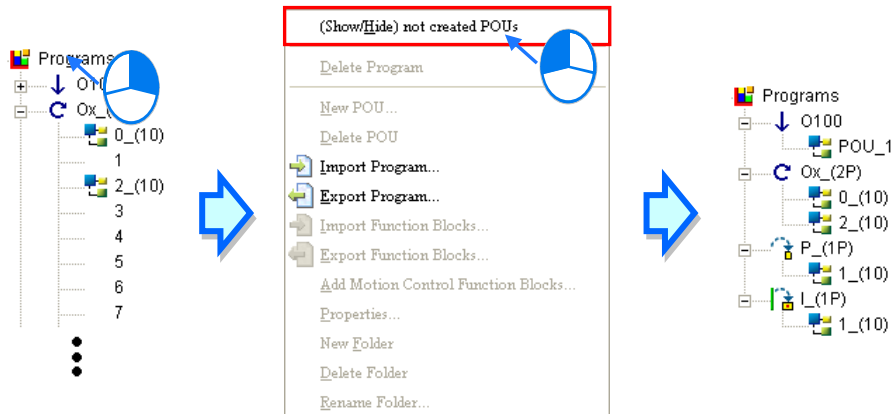 Programs
O10
Ox_(
0_(10)
1
2_(10)
3
4
5
6
7
(Show/Hide) not created POUs
Delete Program
New POU...
Delete POU
Import Program...
Export Program...
Import Function Blocks...
Export Function Blocks...
Add Motion Control Function Blocks...
Properties...
New Folder
Delete Folder
Rename Folder...
Programs
O100
POU_1
Ox_(2P)
0_(10)
2_(10)
P_(1P)
1_(10)
I_(1P)
1_(10)